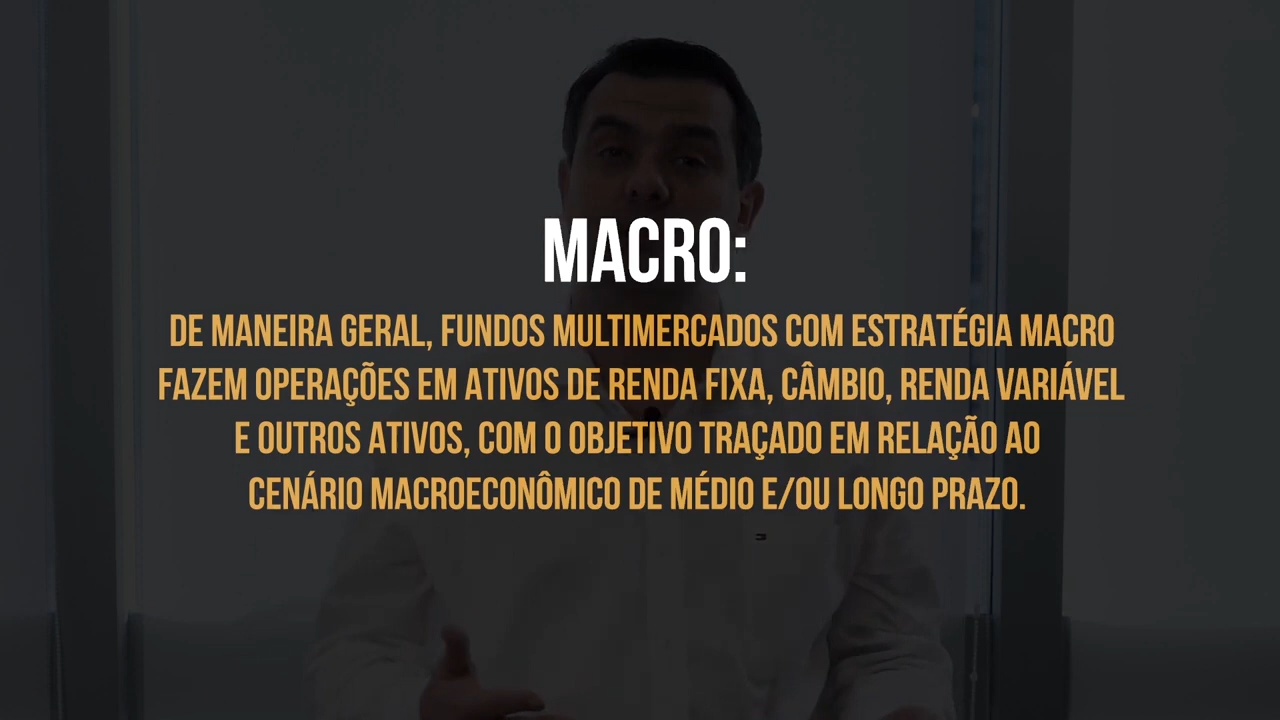 MACRO:
DE MANEIRA GERAL, FUNDOS MULTIMERCADOS COM ESTRATÉGIA MACRO
FAZEM OPERAÇÕES EM ATIVOS DE RENDA FIXA, CÂMBIO, RENDA VARIÁVEL
E OUTROS ATIVOS, COM O OBJETIVO TRAÇADO EM RELAÇÃO AO
CENÁRIO MACROECONÔMICO DE MÉDIO E/OU LONGO PRAZO.